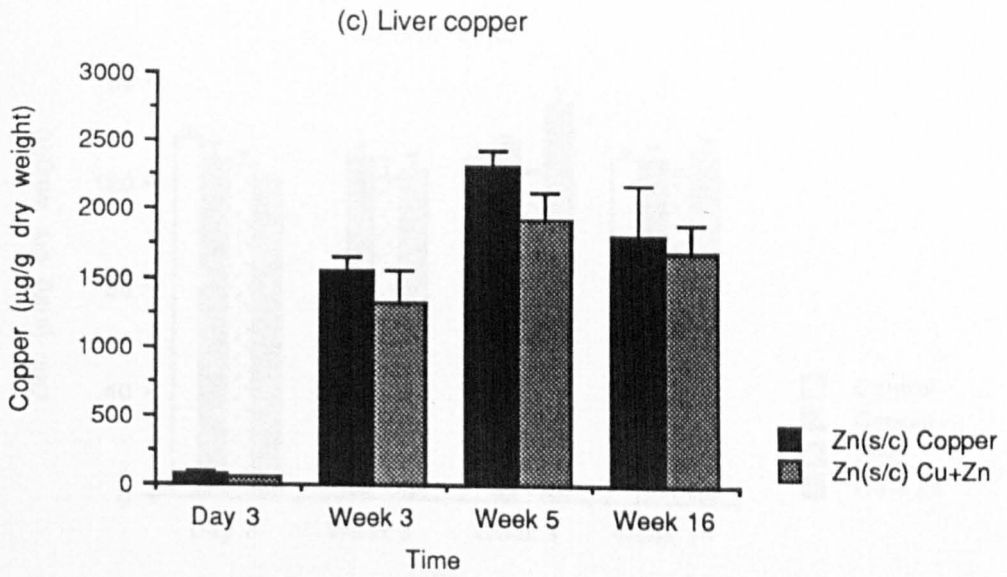 (c) Liver copper
Copper (µg/g dry weight)
3000
2500
2000
1500
1000
500
0
Day 3 Week 3 Week 5 Week 16
Time
Zn(s/c) Copper
Zn(s/c) Cu+Zn